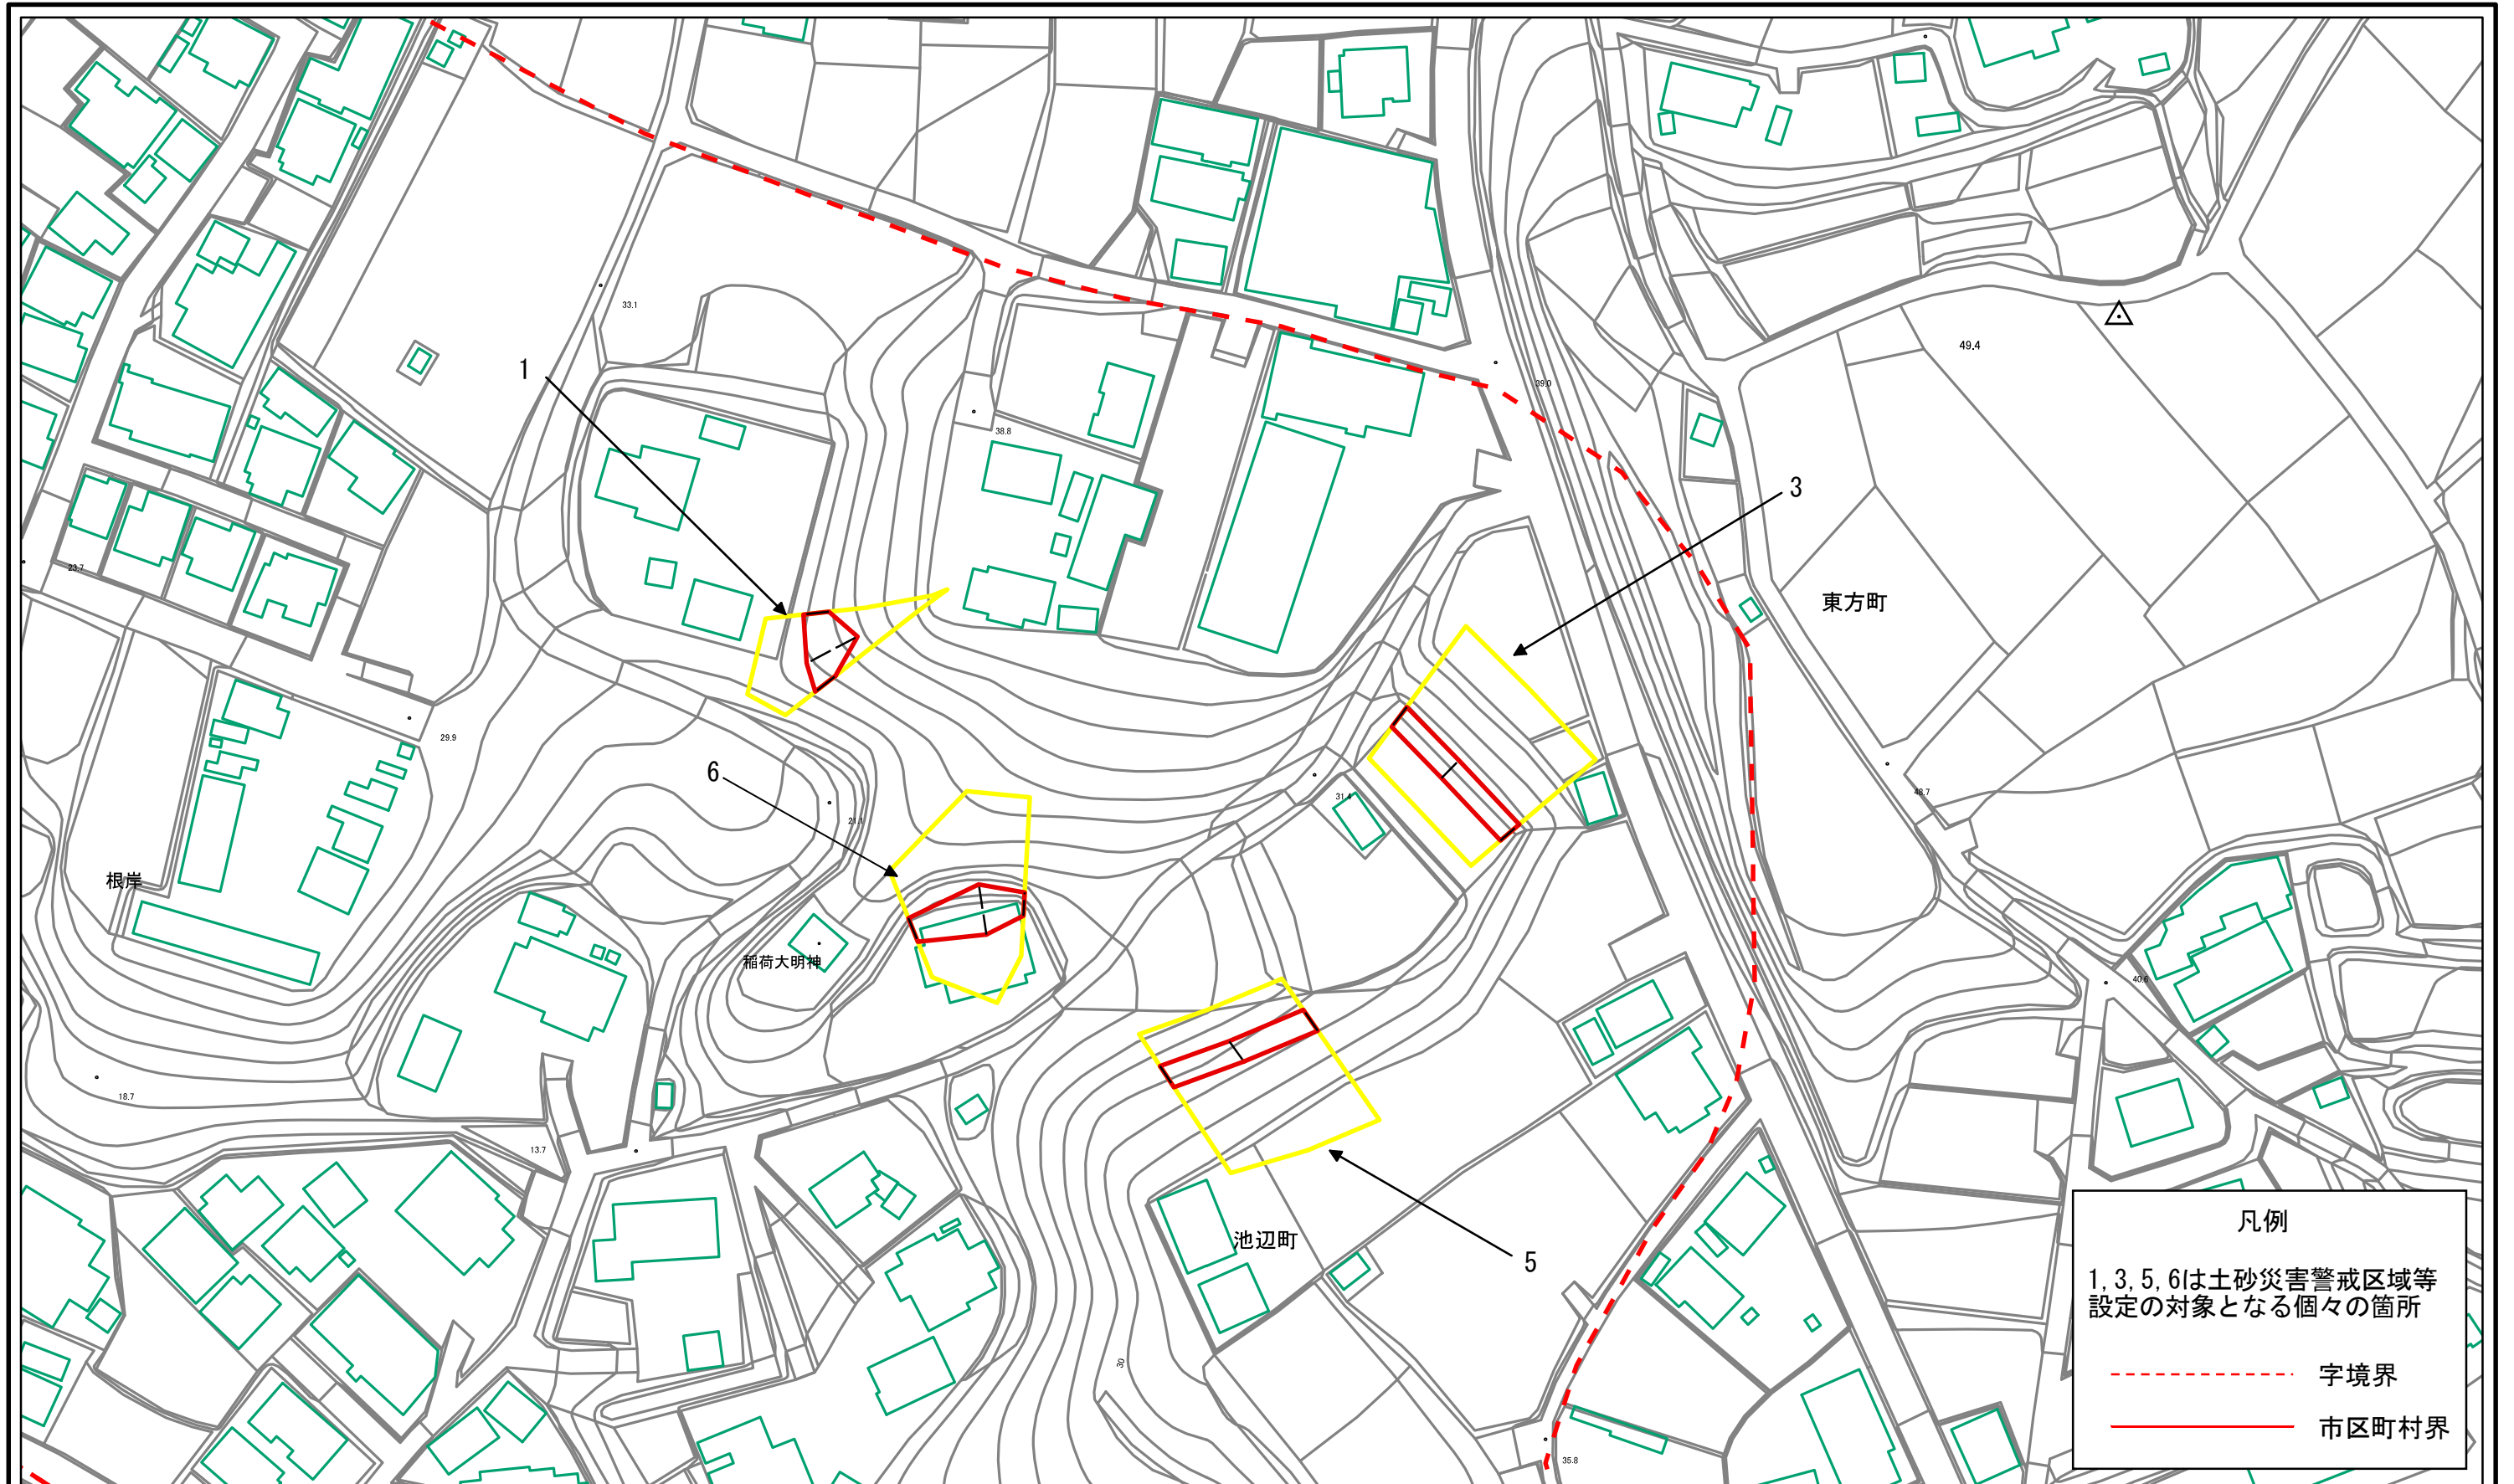 33.1
49.4
1
39.0
38.8
3
23.7
東方町
29.9
6
48.7
31.4
21.1
根岸
稲荷大明神
40.6
18.7
13.7
池辺町
5
30
35.8
凡例
1,3,5,6は土砂災害警戒区域等
設定の対象となる個々の箇所
字境界
市区町村界